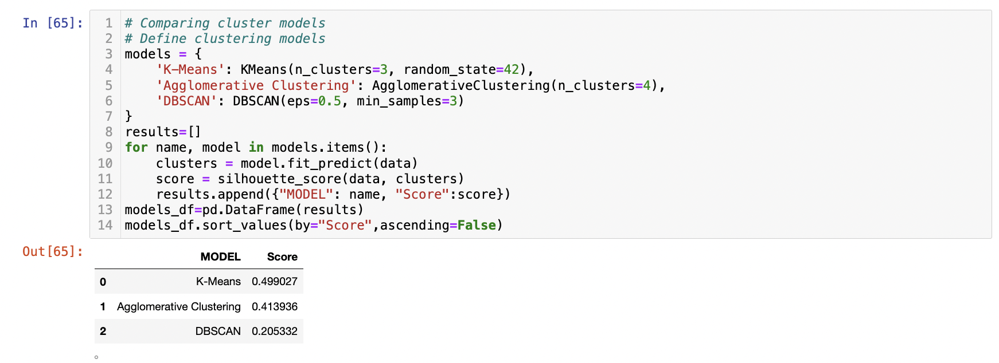 In [65]:
1 # Comparing cluster models
2 # Define clustering models
3 models = {
4     'K-Means': KMeans(n_clusters=3, random_state=42),
5     'Agglomerative Clustering': AgglomerativeClustering(n_clusters=4),
6     'DBSCAN': DBSCAN(eps=0.5, min_samples=3)
7 }
8 results=[]
9 for name, model in models.items():
10     clusters = model.fit_predict(data)
11     score = silhouette_score(data, clusters)
12     results.append({"MODEL": name, "Score":score})
13 models_df=pd.DataFrame(results)
14 models_df.sort_values(by="Score",ascending=False)
Out[65]:
MODEL Score
0 K-Means 0.499027
1 Agglomerative Clustering 0.413936
2 DBSCAN 0.205332